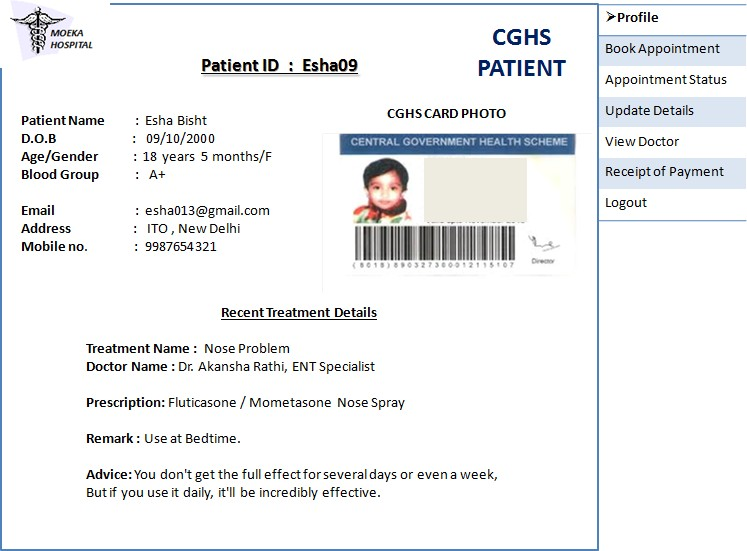 MOEKA
HOSPITAL
CGHS
PATIENT
Patient ID : Esha09
Patient Name : Esha Bisht
D.O.B : 09/10/2000
Age/Gender : 18 years 5 months/F
Blood Group : A+
Email : esha013@gmail.com
Address : ITO , New Delhi
Mobile no. : 9987654321
CGHS CARD PHOTO
CENTRAL GOVERNMENT HEALTH SCHEME
Director
Recent Treatment Details
Treatment Name : Nose Problem
Doctor Name : Dr. Akansha Rathi, ENT Specialist
Prescription: Fluticasone / Mometasone Nose Spray
Remark : Use at Bedtime.
Advice: You don't get the full effect for several days or even a week,
But if you use it daily, it'll be incredibly effective.
➢Profile
Book Appointment
Appointment Status
Update Details
View Doctor
Receipt of Payment
Logout